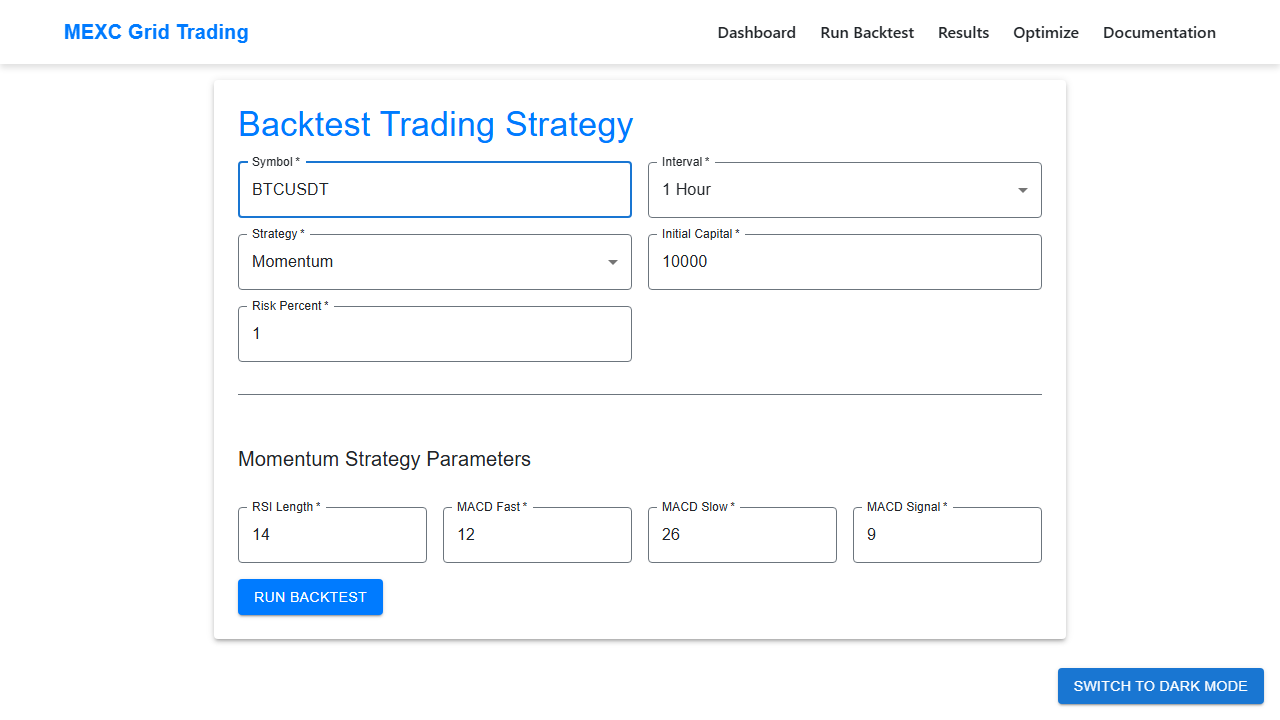 MEXC Grid Trading
Dashboard Run Backtest Results Optimize Documentation
Backtest Trading Strategy
Symbol * Interval *
BTCUSDT 1 Hour
Strategy * Initial Capital *
Momentum 10000
Risk Percent *
1
Momentum Strategy Parameters
RSI Length * MACD Fast * MACD Slow * MACD Signal *
14 12 26 9
RUN BACKTEST
SWITCH TO DARK MODE